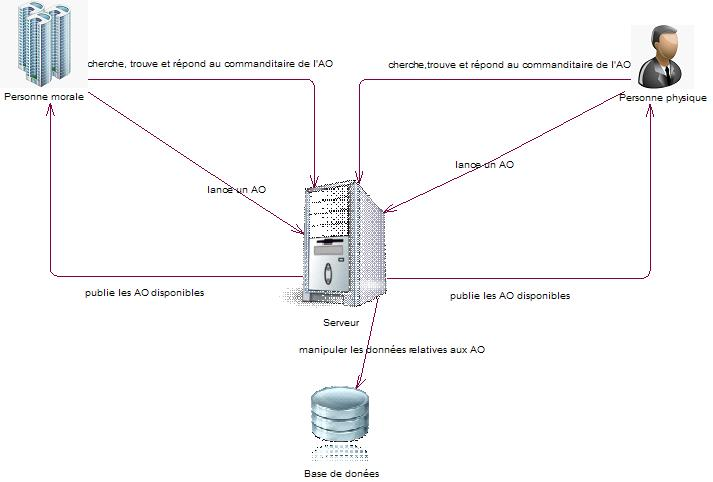 Personne morale
cherche, trouve et répond au commanditaire de l'AO
cherche,trouve et répond au commanditaire de l'AO
Personne physique
lance un AO
lance un AO
publie les AO disponibles
publie les AO disponibles
Serveur
manipuler les données relatives aux AO
Base de donées